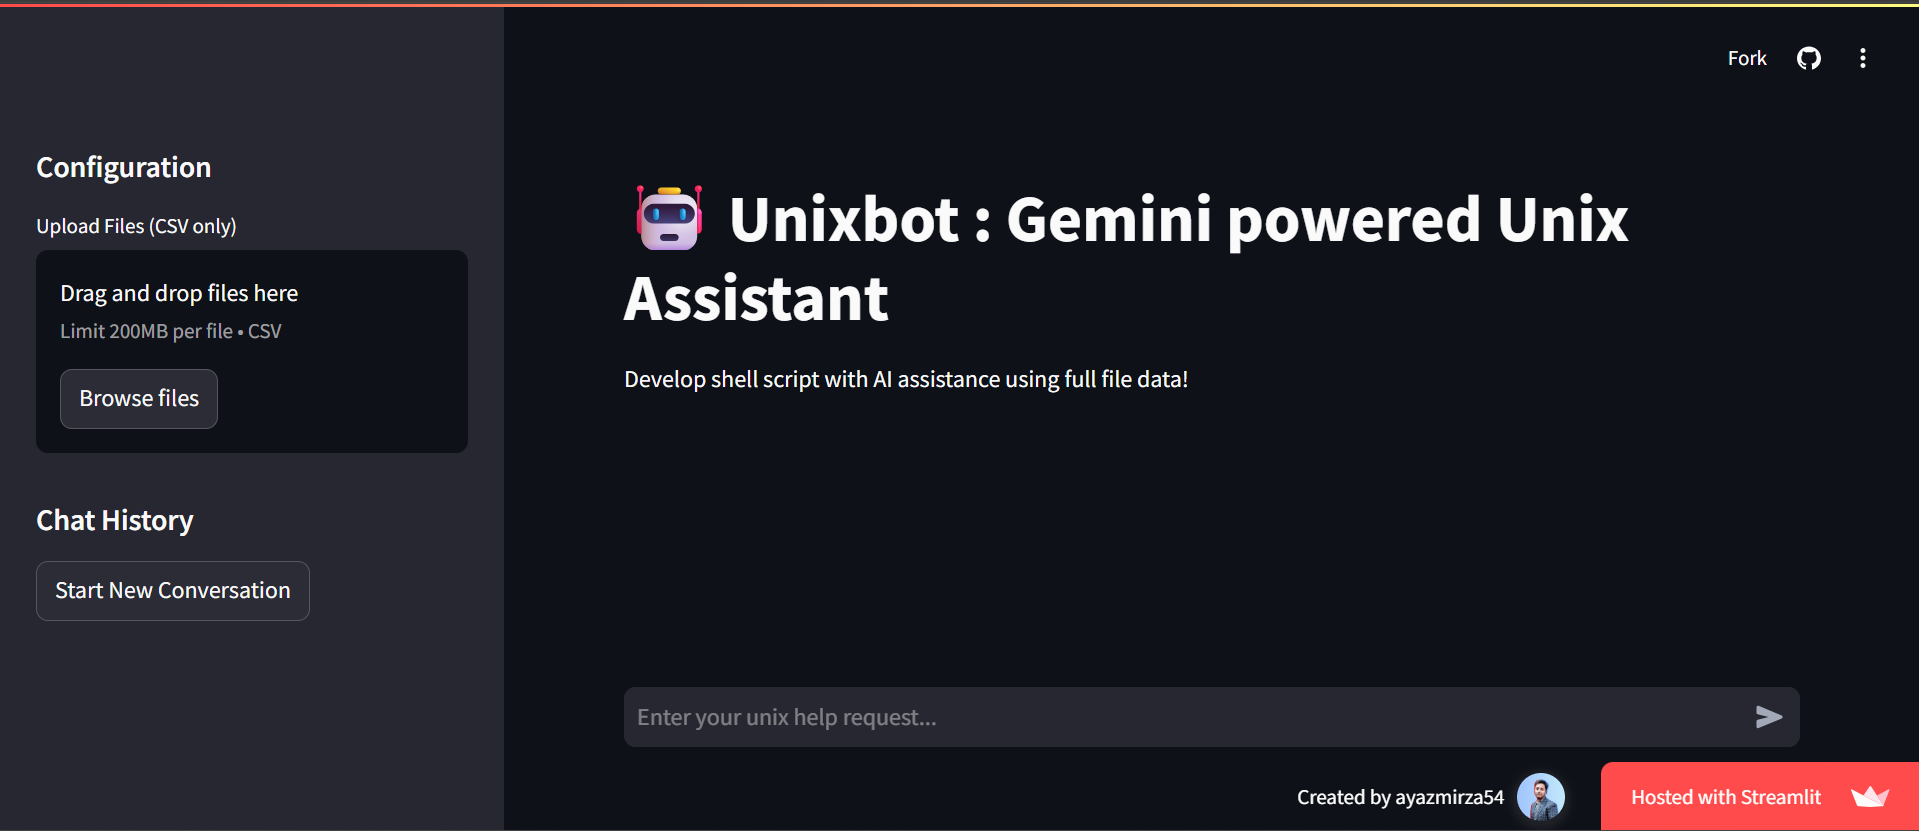 Fork
Configuration
Upload Files (CSV only)
Drag and drop files here
Limit 200MB per file • CSV
Browse files
Chat History
Start New Conversation
Unixbot : Gemini powered Unix
Assistant
Develop shell script with AI assistance using full file data!
Enter your unix help request...
Created by ayazmirza54
Hosted with Streamlit